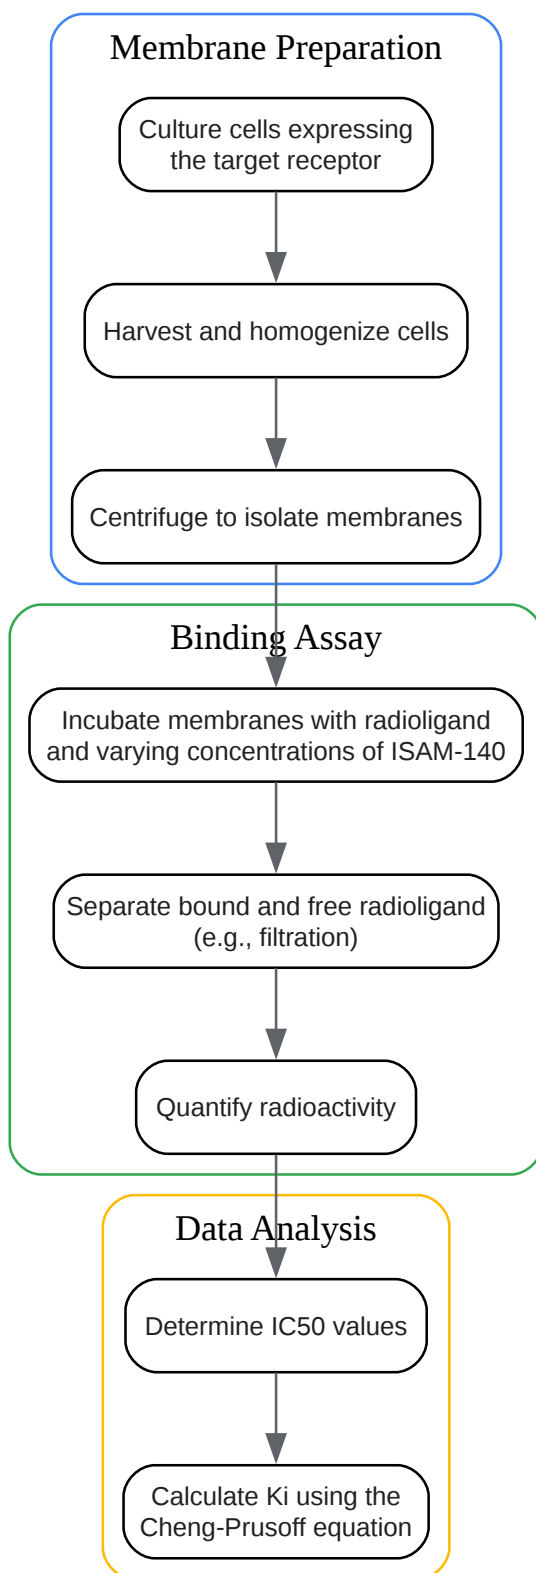 Membrane Preparation
Culture cells expressing
the target receptor
Harvest and homogenize cells
Centrifuge to isolate membranes
Binding Assay
Incubate membranes with radioligand
and varying concentrations of ISAM-140
Separate bound and free radioligand
(e.g., filtration)
Quantify radioactivity
Data Analysis
Determine IC50 values
Calculate Ki using the
Cheng-Prusoff equation